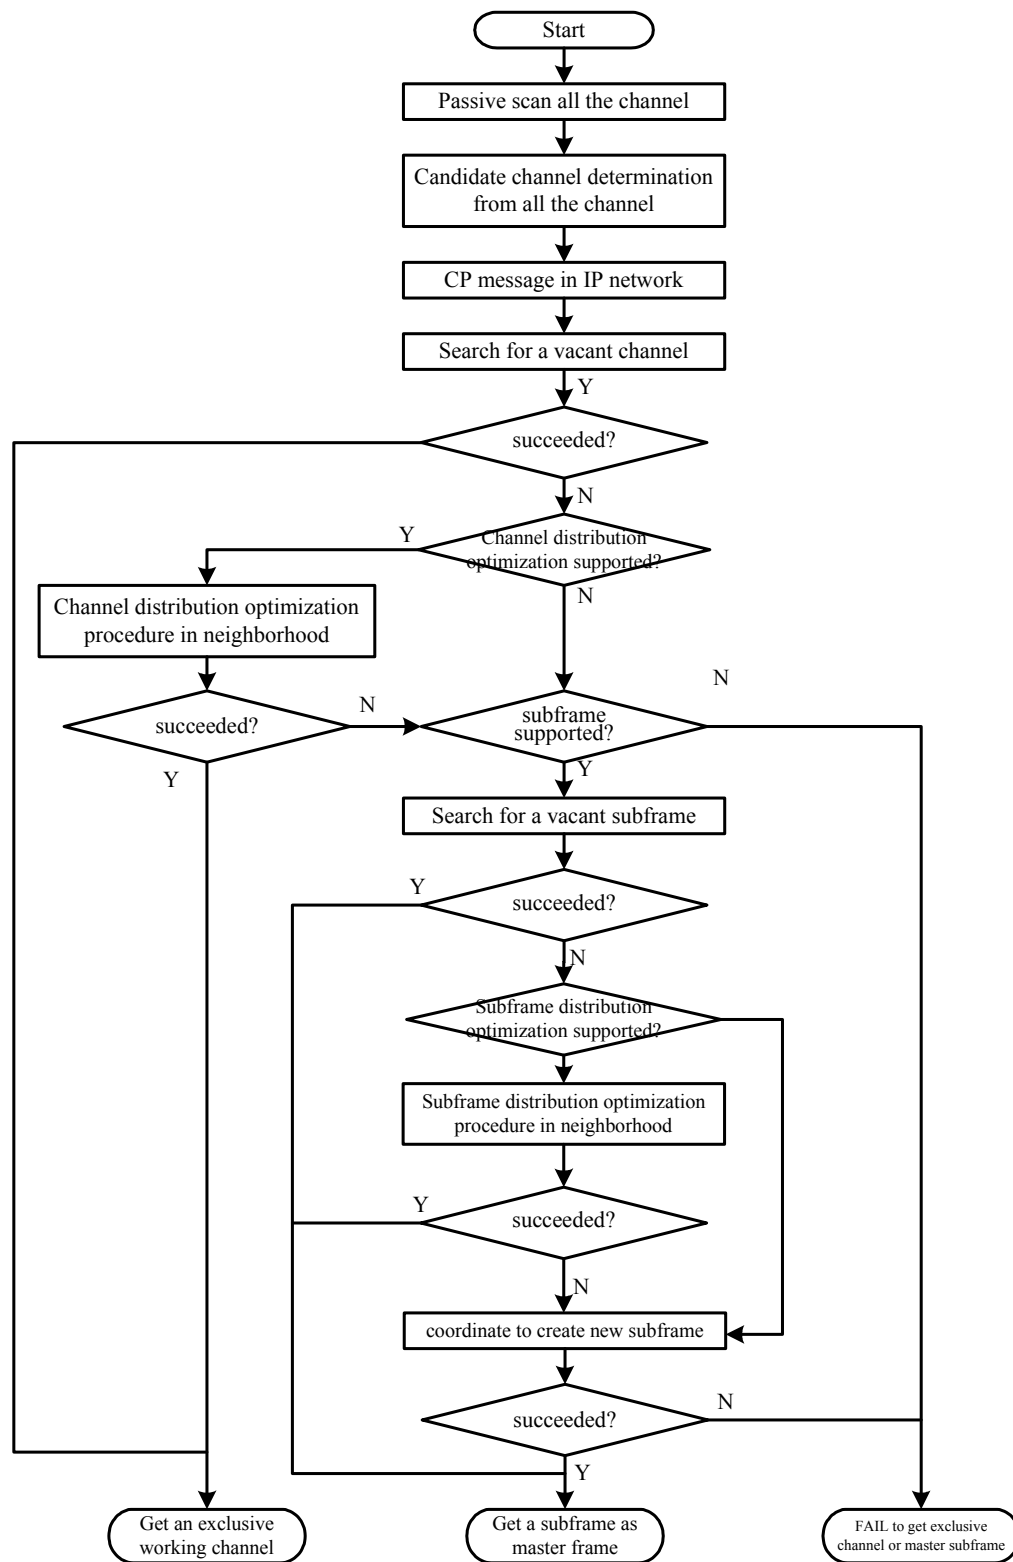 Start
Passive scan all the channel
Candidate channel determination
from all the channel
CP message in IP network
Search for a vacant channel
Y
succeeded?
N
Y
Channel distribution
optimization supported?
N
Channel distribution optimization
procedure in neighborhood
N
N
succeeded?
subframe
supported?
Y
Y
Search for a vacant subframe
Y
succeeded?
N
Subframe distribution
optimization supported?
Subframe distribution optimization
procedure in neighborhood
Y
succeeded?
N
coordinate to create new subframe
N
succeeded?
Y
Get an exclusive
working channel
Get a subframe as
master frame
FAIL to get exclusive
channel or master subframe